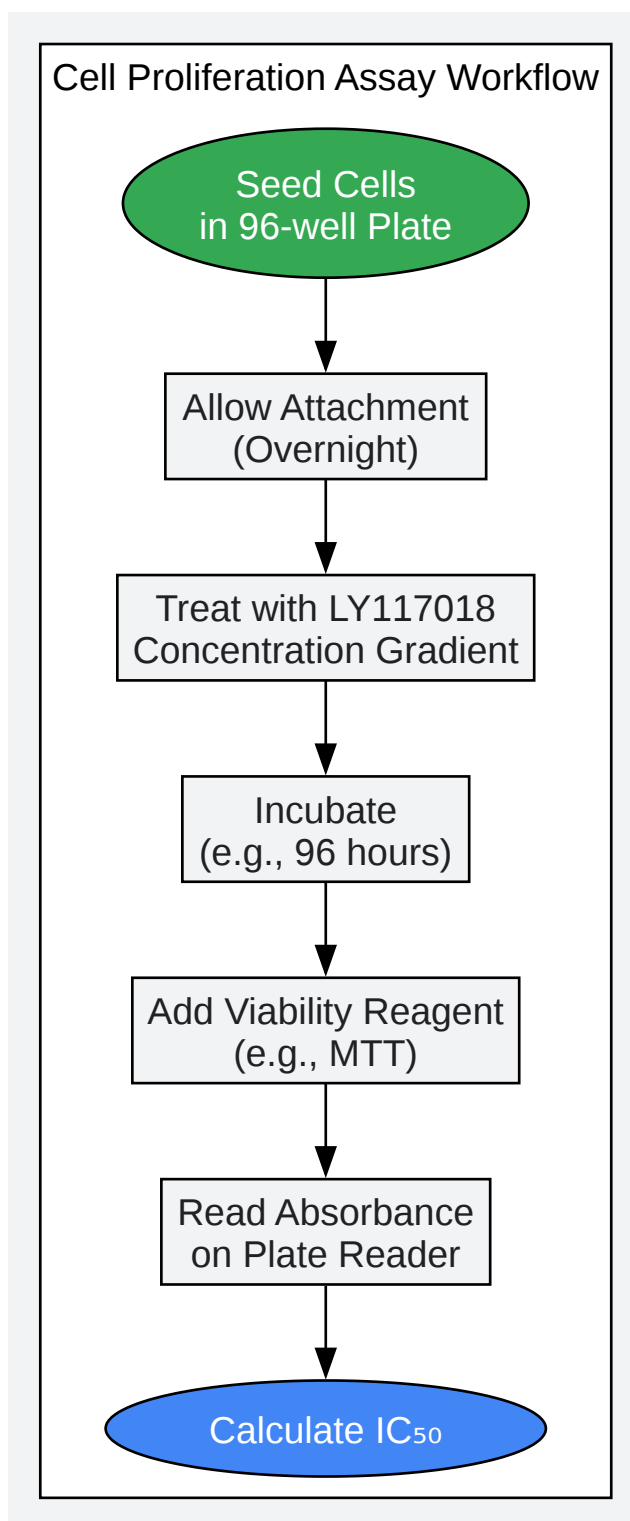 Cell Proliferation Assay Workflow
Seed Cells
in 96-well Plate
Allow Attachment
(Overnight)
Treat with LY117018
Concentration Gradient
Incubate
(e.g., 96 hours)
Add Viability Reagent
(e.g., MTT)
Read Absorbance
on Plate Reader
Calculate IC₅₀